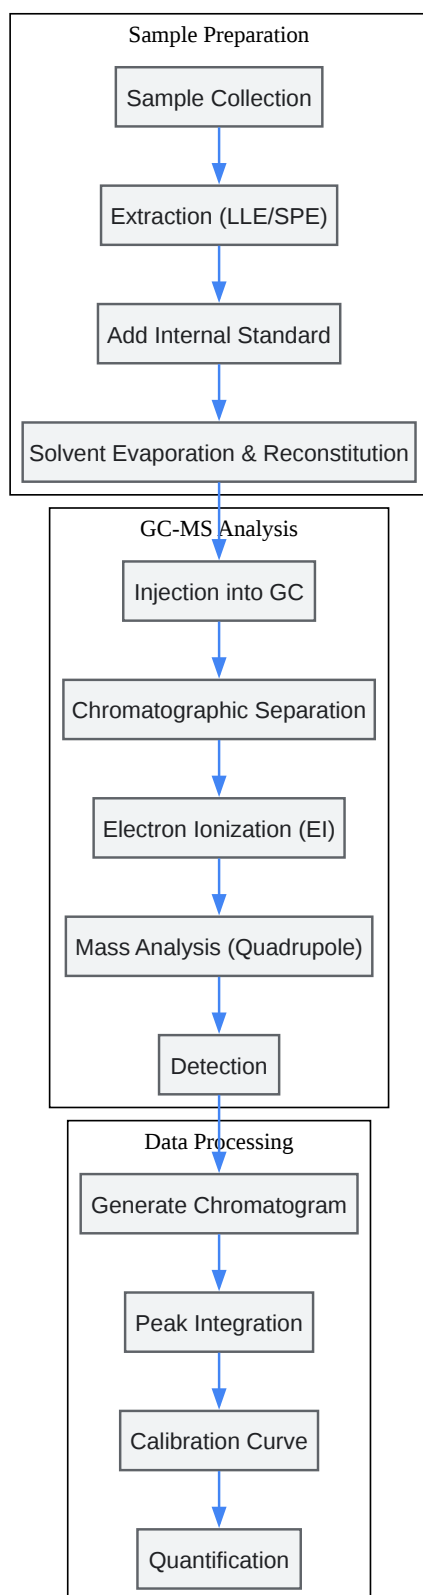 Sample Preparation
Sample Collection
Extraction (LLE/SPE)
Add Internal Standard
Solvent Evaporation & Reconstitution
GC-MS Analysis
Injection into GC
Chromatographic Separation
Electron Ionization (EI)
Mass Analysis (Quadrupole)
Detection
Data Processing
Generate Chromatogram
Peak Integration
Calibration Curve
Quantification